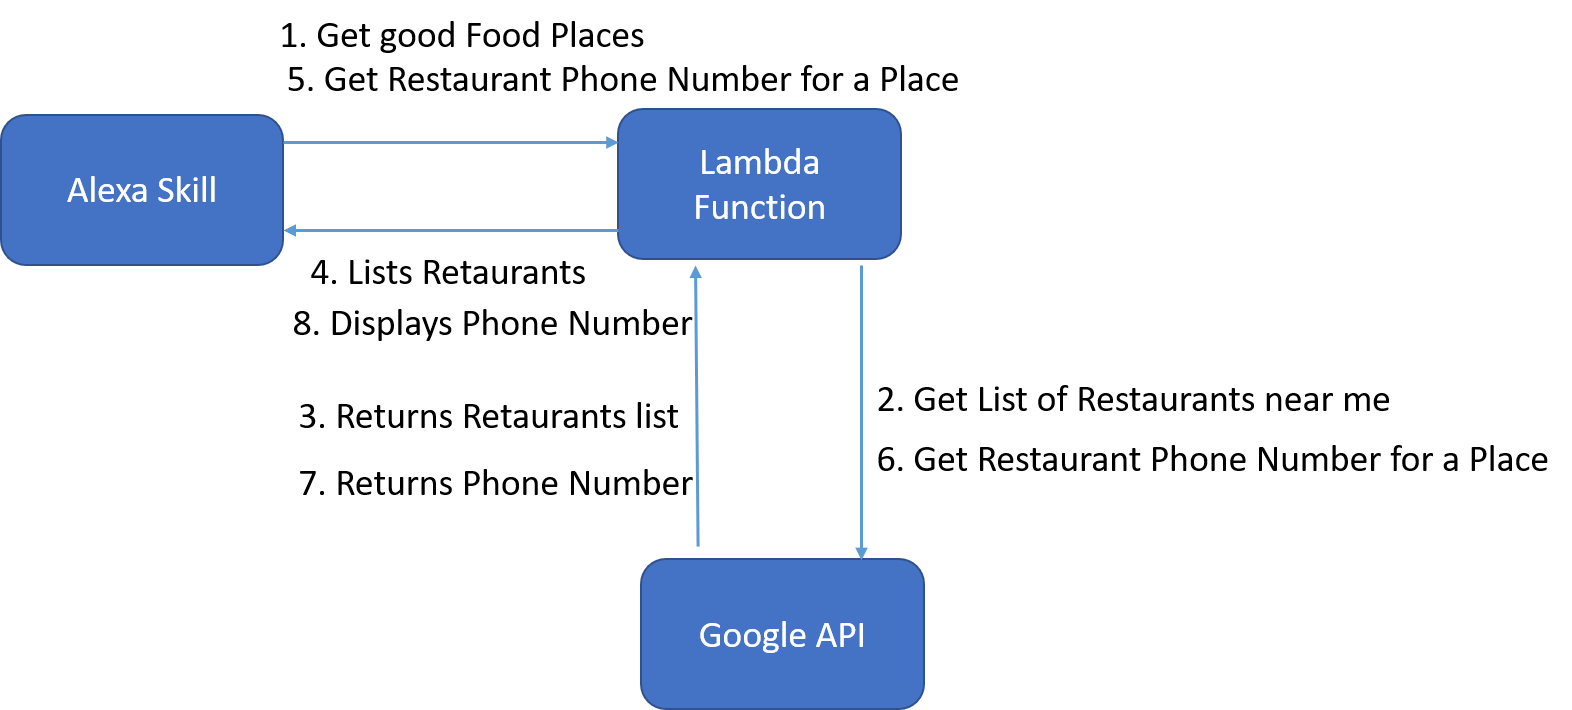 1. Get good Food Places
5. Get Restaurant Phone Number for a Place
Alexa Skill
Lambda
Function
4. Lists Retaurants
8. Displays Phone Number
3. Returns Retaurants list
7. Returns Phone Number
2. Get List of Restaurants near me
6. Get Restaurant Phone Number for a Place
Google API